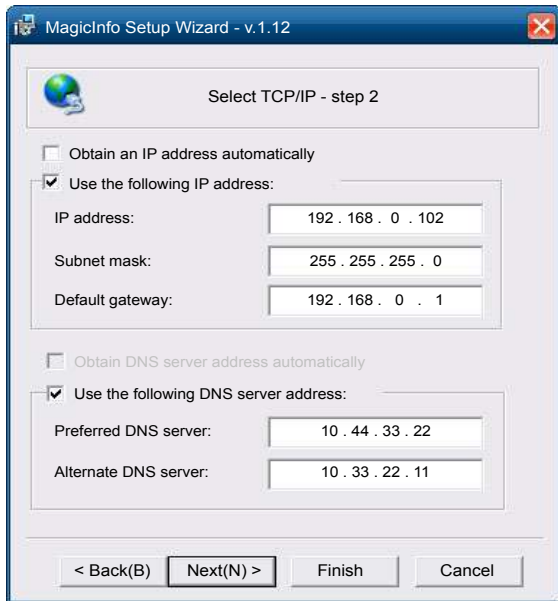 MagicInfo Setup Wizard - v.1.12
Select TCP/IP - step 2
Obtain an IP address automatically
Use the following IP address:
IP address: 192 . 168 . 0 . 102
Subnet mask: 255 . 255 . 255 . 0
Default gateway: 192 . 168 . 0 . 1
Obtain DNS server address automatically
Use the following DNS server address:
Preferred DNS server: 10 . 44 . 33 . 22
Alternate DNS server: 10 . 33 . 22 . 11
< Back(B) Next(N) > Finish Cancel